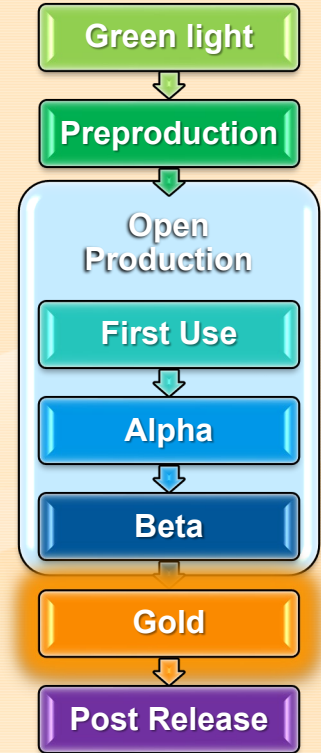 Green light
Preproduction
Open
Production
First Use
Alpha
Beta
Gold
Post Release